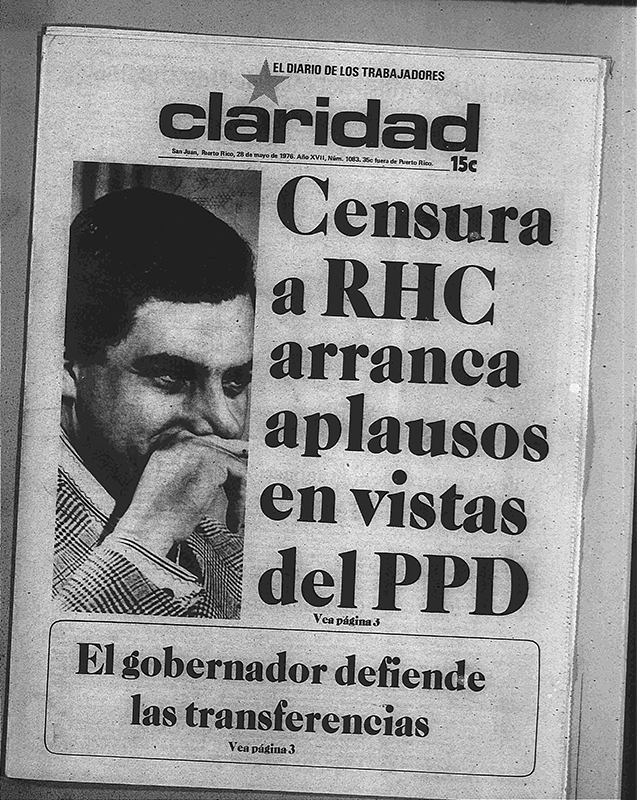 EL DIARIO DE LOS TRABAJADORES
claridad
San Juan, Puerto Rico, 28 de mayo de 1976. Año XVII, Núm. 1083. 35c fuera de Puerto Rico.
15c
Censura
a RHC
arranca
aplausos
en vistas
del PPD
Vea página 3
El gobernador defiende
las transferencias
Vea página 3